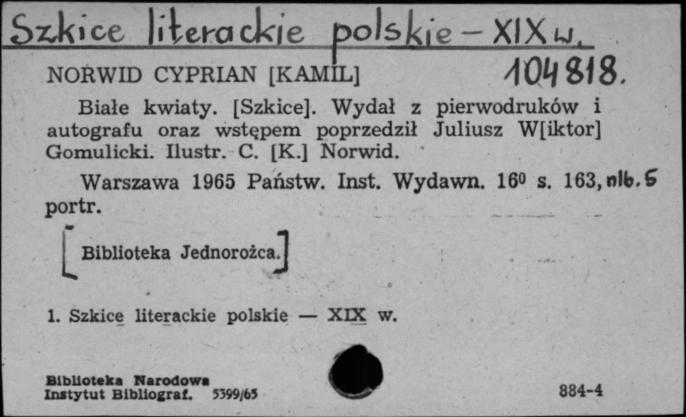 Szkice literackie polskie – XIX w.
NORWID CYPRIAN [KAMIL] 104818.
Białe kwiaty. [Szkice]. Wydał z pierwodruków i
autografu oraz wstępem poprzedził Juliusz W[iktor]
Gomulicki. Ilustr. C. [K.] Norwid.
Warszawa 1965 Państw. Inst. Wydawn. 16⁰ s. 163, nlb. 5
portr.
[Biblioteka Jednorożca.]
1. Szkice literackie polskie — XIX w.
Biblioteka Narodowa
Instytut Bibliograf. 5399/65 884-4